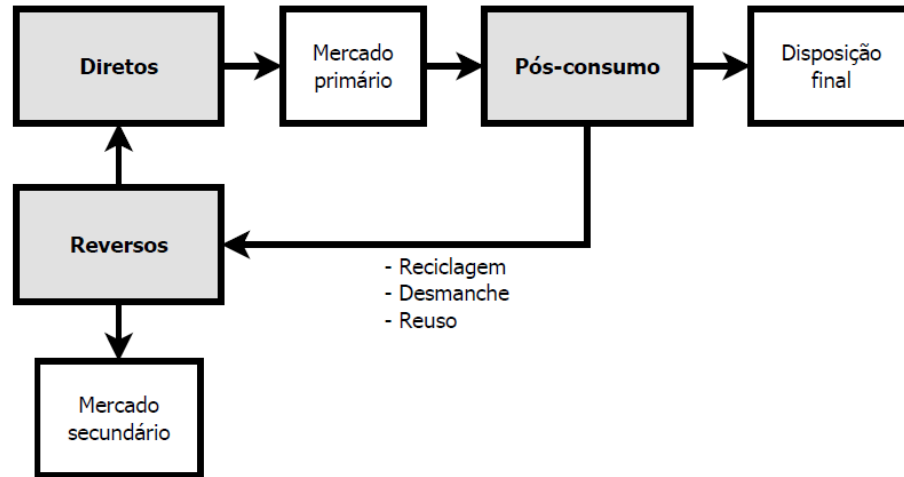 Diretos
Mercado
primário
Pós-consumo
Disposição
final
Reversos
- Reciclagem
- Desmanche
- Reuso
Mercado
secundário